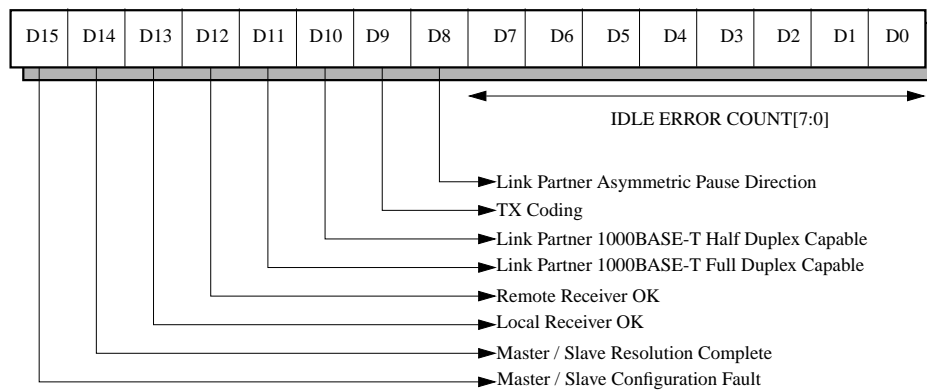 D15 D14 D13 D12 D11 D10 D9 D8 D7 D6 D5 D4 D3 D2 D1 D0
IDLE ERROR COUNT[7:0]
Link Partner Asymmetric Pause Direction
TX Coding
Link Partner 1000BASE-T Half Duplex Capable
Link Partner 1000BASE-T Full Duplex Capable
Remote Receiver OK
Local Receiver OK
Master / Slave Resolution Complete
Master / Slave Configuration Fault